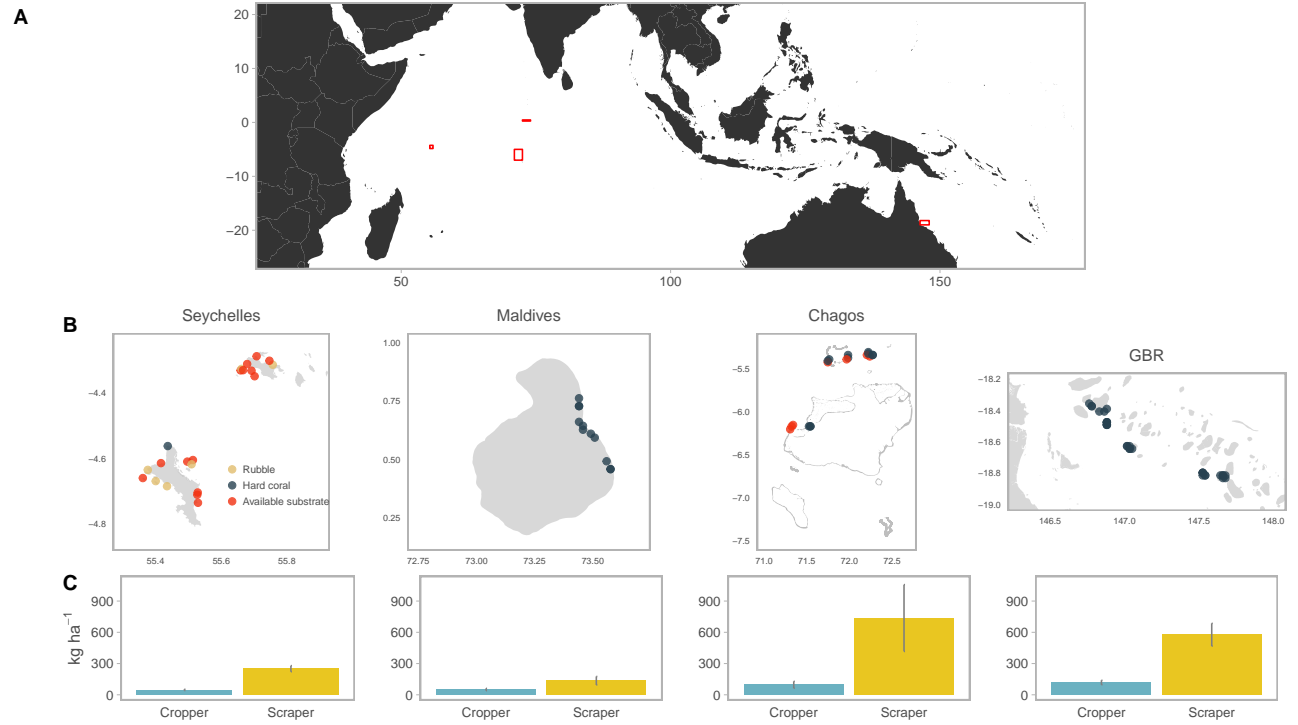 A
20
10
0
−10
−20
50
100
150
B
Seychelles
Maldives
Chagos
GBR
−4.4
−4.6
−4.8
Rubble
Hard coral
Available substrate
55.4
55.6
55.8
1.00
0.75
0.50
0.25
72.75
73.00
73.25
73.50
−5.5
−6.0
−6.5
−7.0
−7.5
71.0
71.5
72.0
72.5
−18.2
−18.4
−18.6
−18.8
−19.0
146.5
147.0
147.5
148.0
C
kg ha−1
900
600
300
0
Cropper
Scraper
900
600
300
0
Cropper
Scraper
900
600
300
0
Cropper
Scraper
900
600
300
0
Cropper
Scraper